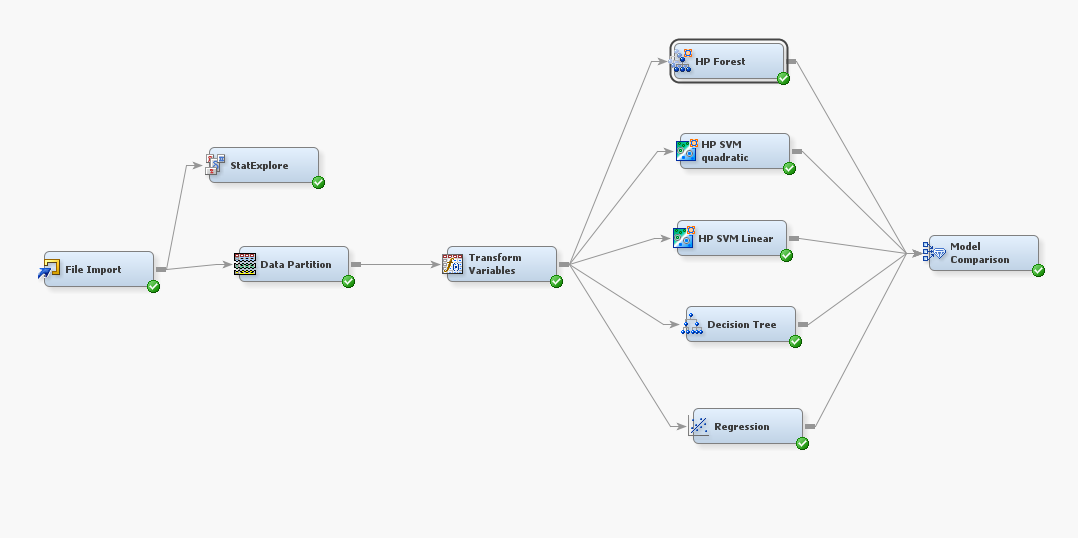 HP Forest
HP SVM
quadratic
StatExplore
HP SVM Linear
File Import
Data Partition
Transform
Variables
Model
Comparison
Decision Tree
Regression